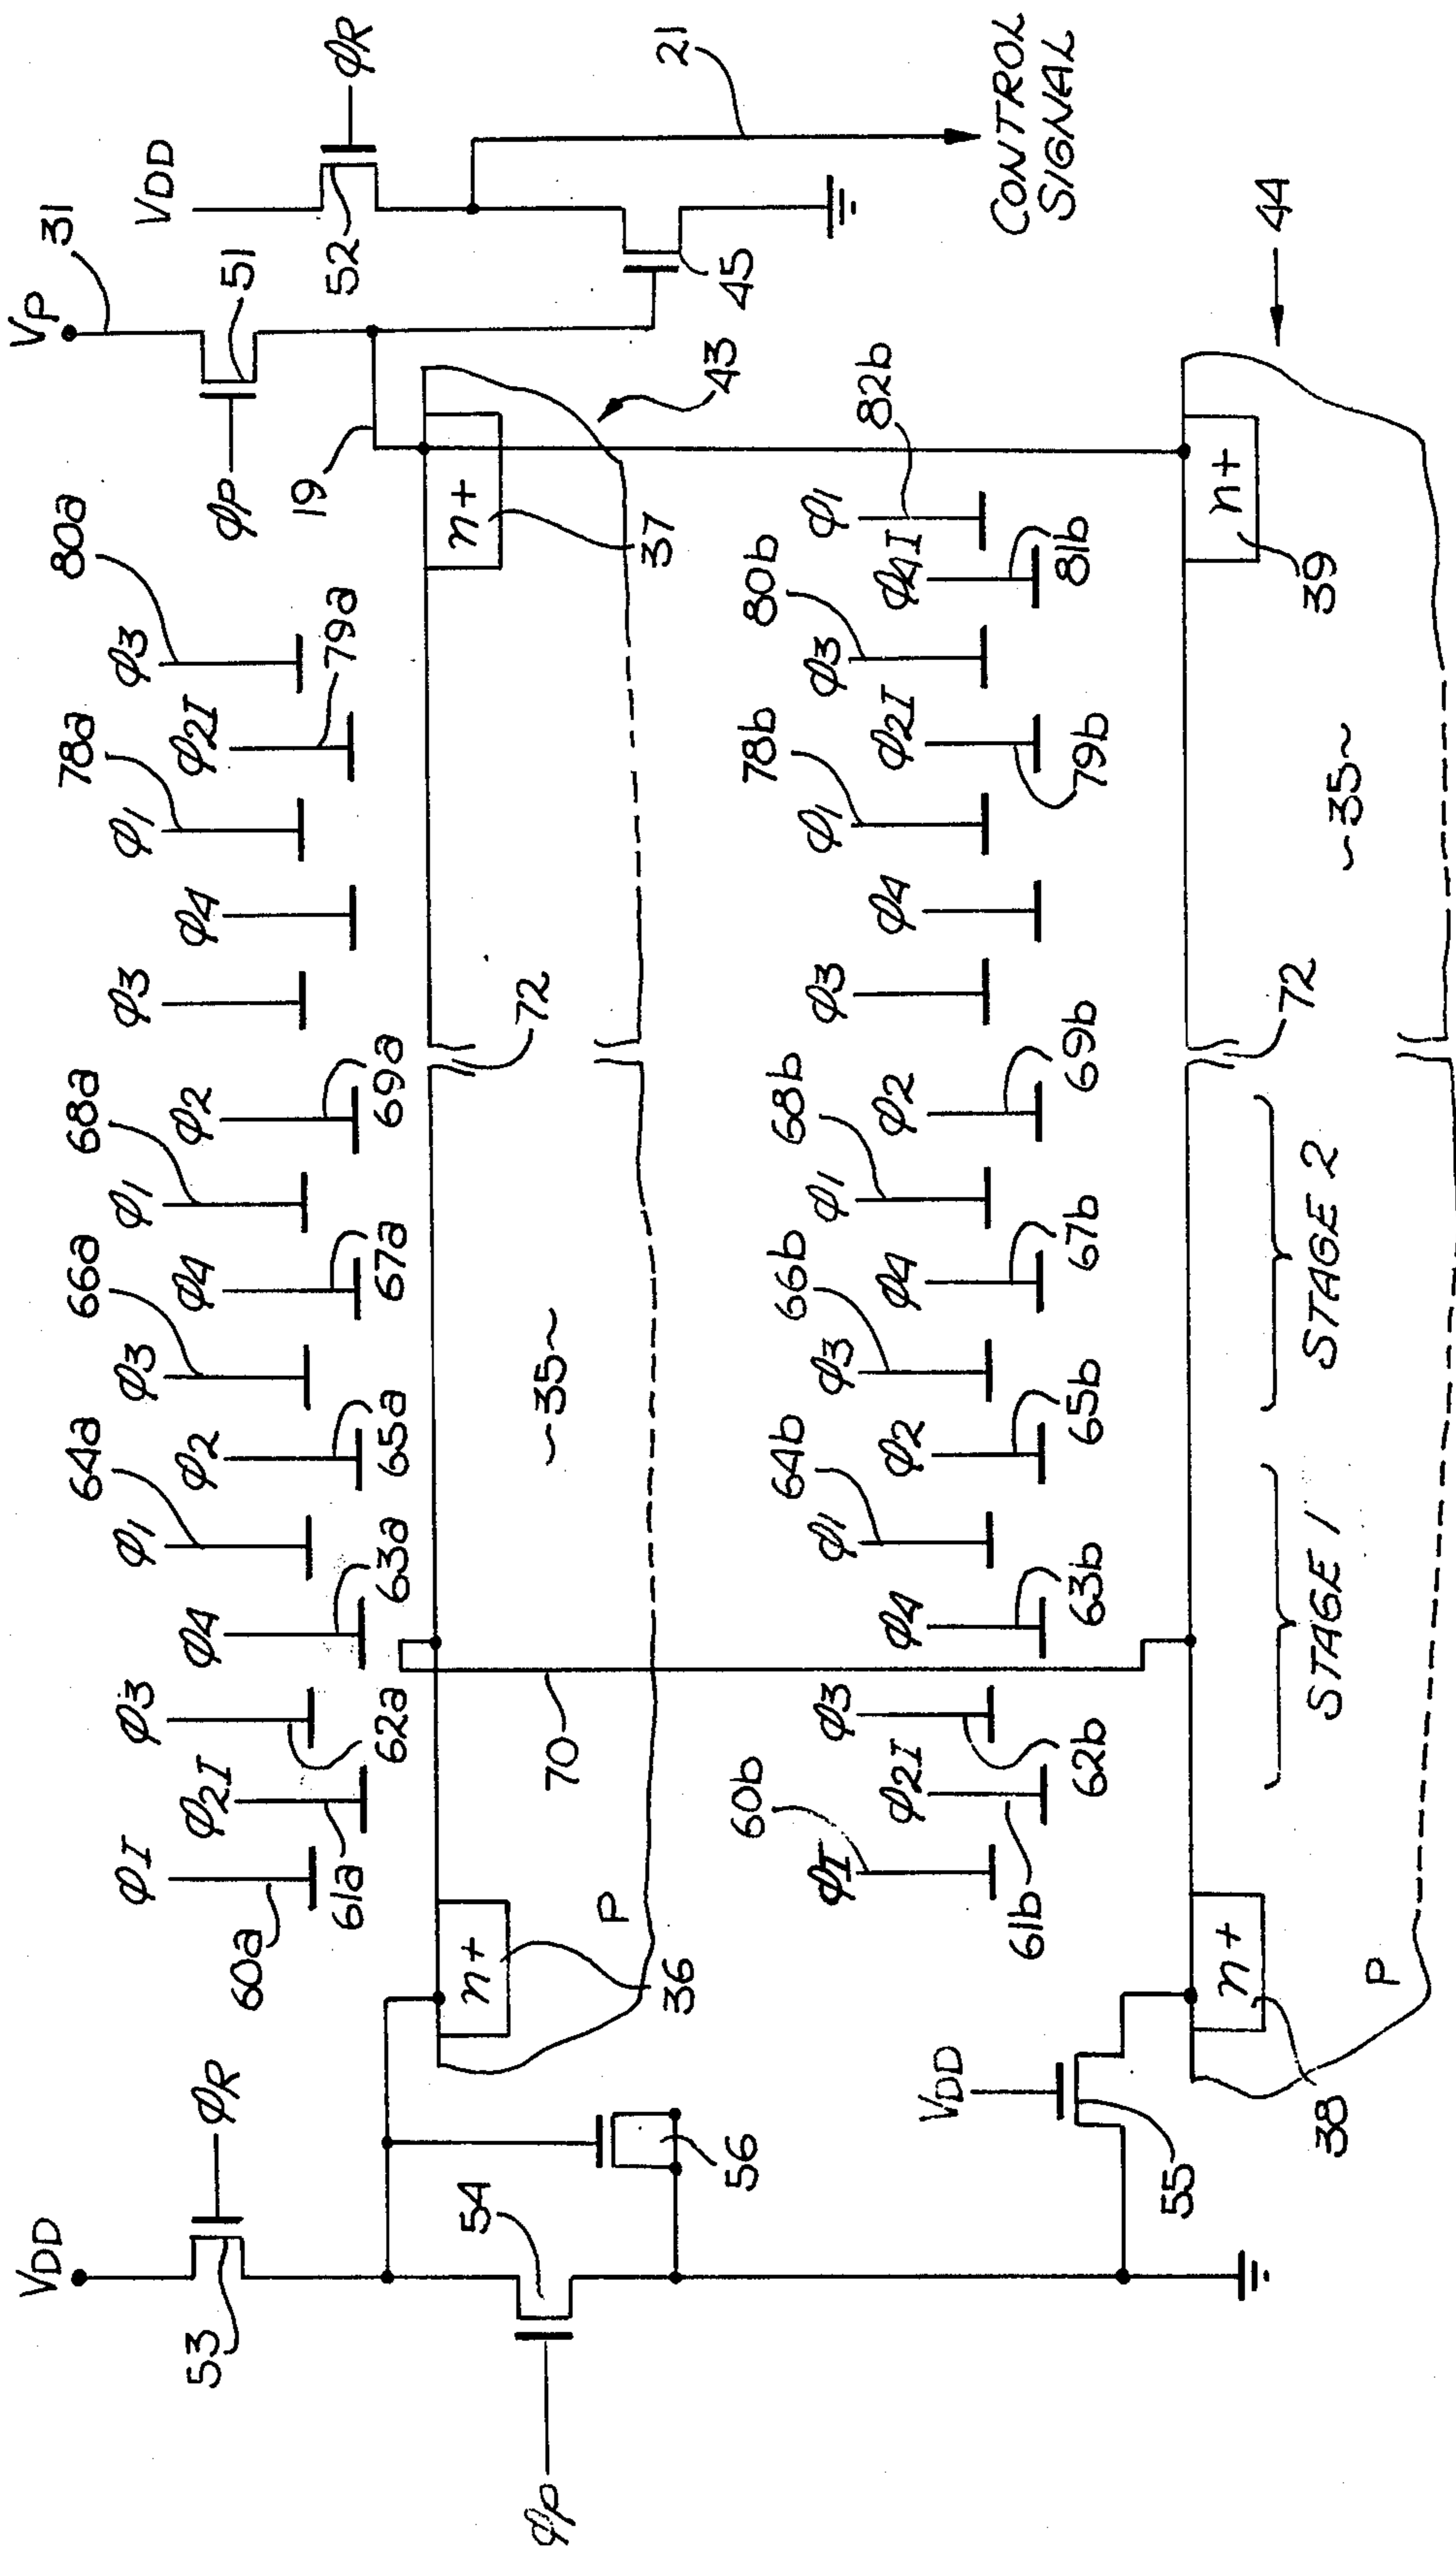 60a 64a 66a 68a 78a 80a VP 31
VDD 53 φR φI φ2I φ3 φ4 φ1 φ2 φ3 φ4 φ1 φ2 φ3 φ4 φ1 φ2I φ3 φP 51 VDD 52 φR
61a 62a 63a 65a 67a 69a 79a 19
φP 54 56
n+ 36 P ~35~ 72 n+ 37 43 45 21
70
CONTROL
SIGNAL
60b 64b 66b 68b 78b 80b 82b
φI φ2I φ3 φ4 φ1 φ2 φ3 φ4 φ1 φ2 φ3 φ4 φ1 φ2I φ3 φ4I φ1
61b 62b 63b 65b 67b 69b 79b 81b
VDD 55
n+ 38 P 72 ~35~ n+ 39 44
STAGE 1 STAGE 2